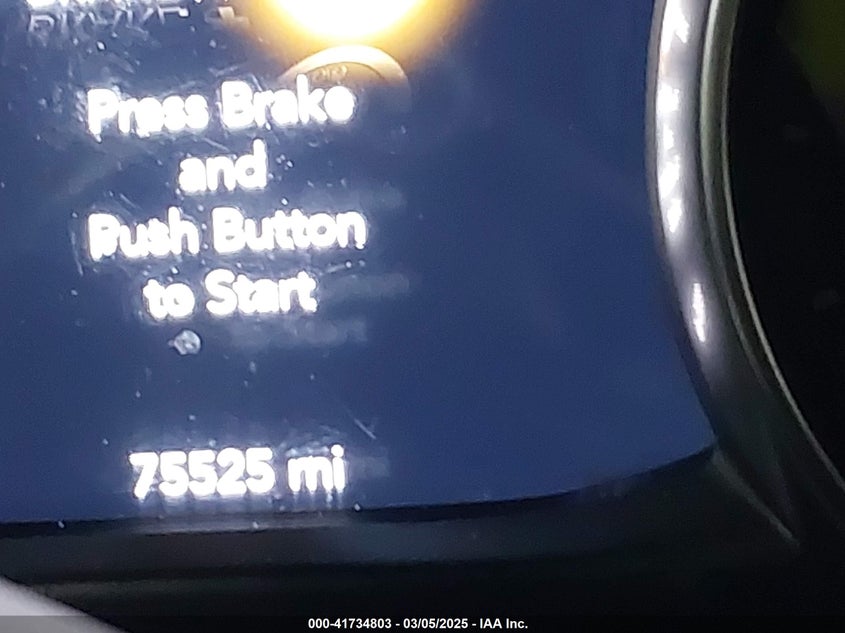 Press Brake
and
Push Button
to Start
75525 mi
000-41734803 - 03/05/2025 - IAA Inc.